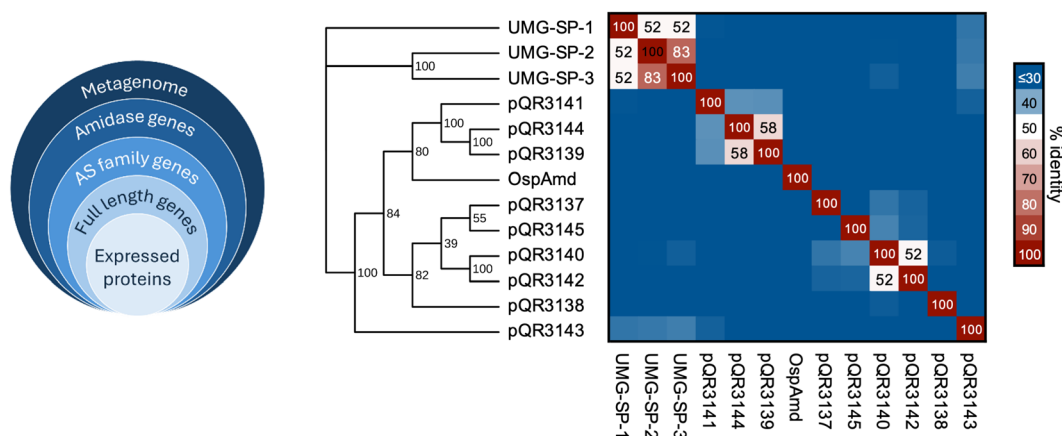 Metagenome
Amidase genes
AS family genes
Full length genes
Expressed
proteins
UMG-SP-1
UMG-SP-2
UMG-SP-3
pQR3141
pQR3144
pQR3139
OspAmd
pQR3137
pQR3145
pQR3140
pQR3142
pQR3138
pQR3143
100
100
100
80
84
55
39
100
82
100
100 52 52
52 100 83
52 83 100
100
100 58
58 100
100
100
100
100 52
52 100
100
100
UMG-SP-1
UMG-SP-2
UMG-SP-3
pQR3141
pQR3144
pQR3139
OspAmd
pQR3137
pQR3145
pQR3140
pQR3142
pQR3138
pQR3143
≤30
40
50
60
70
80
90
100
% identity